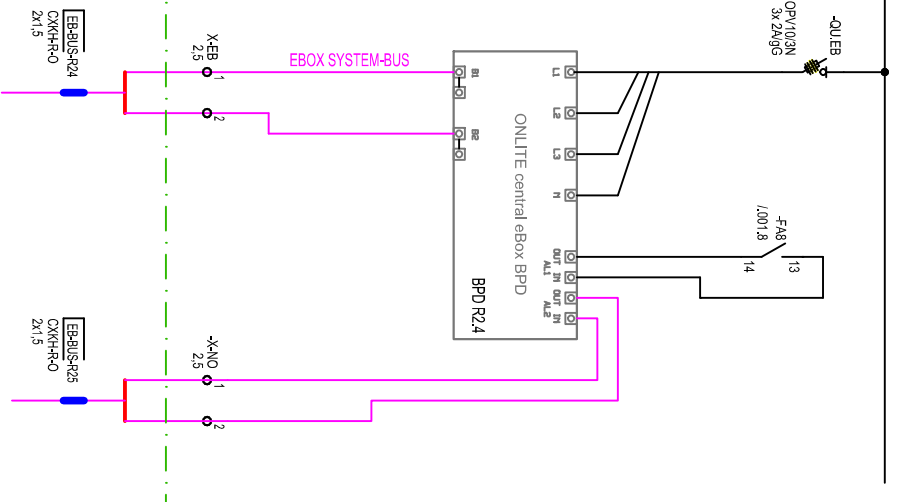 EB-BUS-R24
CXKH-R-O
2x1,5
X-EB
2,5
1
2
EBOX SYSTEM-BUS
B1
B2
ONLITE central eBox BPD
BPD R2.4
L1
L2
L3
N
OUT
IN
AL1
OUT
IN
AL2
-QU.EB
OPV10/3N
3x 2A/gG
-FA8
/.001.8
13
14
EB-BUS-R25
CXKH-R-O
2x1,5
-X-NO
2,5
1
2